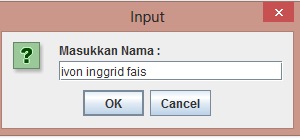 Input
Masukkan Nama :
ivon inggrid fais
OK Cancel